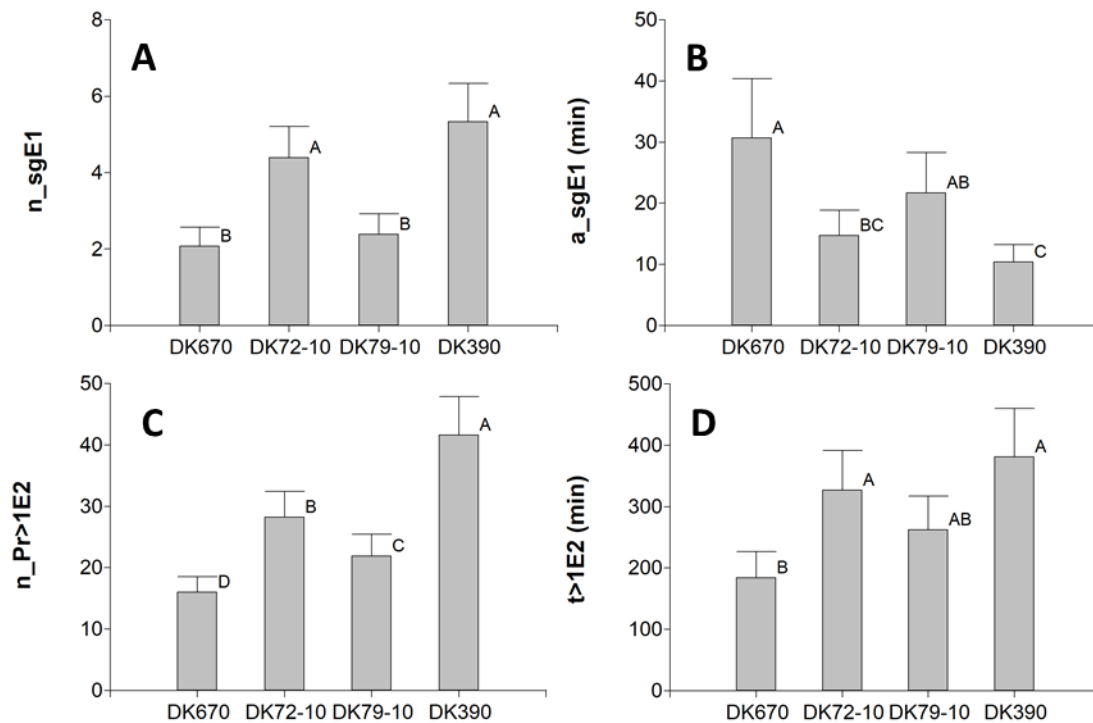 A
n_sgE1
8
6
4
2
0
B
A
B
A
DK670 DK72-10 DK79-10 DK390
B
a_sgE1 (min)
50
40
30
20
10
0
A
BC
AB
C
DK670 DK72-10 DK79-10 DK390
C
n_Pr>1E2
50
40
30
20
10
0
D
B
C
A
DK670 DK72-10 DK79-10 DK390
D
t>1E2 (min)
500
400
300
200
100
0
B
A
AB
A
DK670 DK72-10 DK79-10 DK390